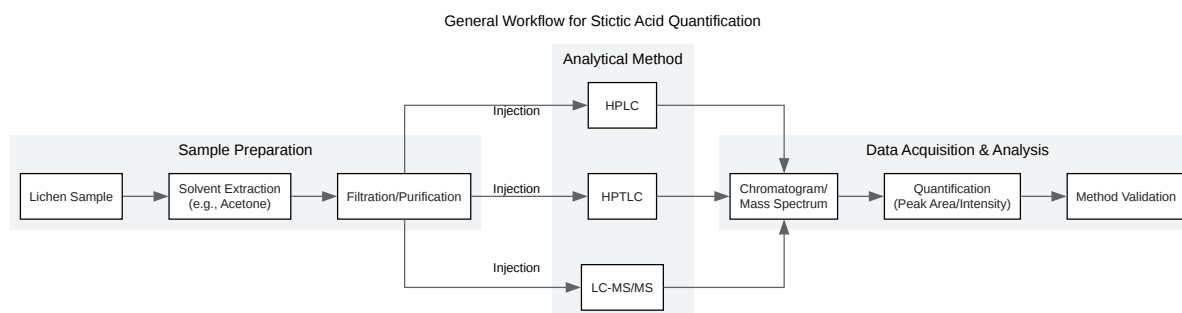 General Workflow for Stictic Acid Quantification
Analytical Method
HPLC
Injection
Sample Preparation
Data Acquisition & Analysis
Lichen Sample
Solvent Extraction
(e.g., Acetone)
Filtration/Purification
Injection
HPTLC
Chromatogram/
Mass Spectrum
Quantification
(Peak Area/Intensity)
Method Validation
Injection
LC-MS/MS